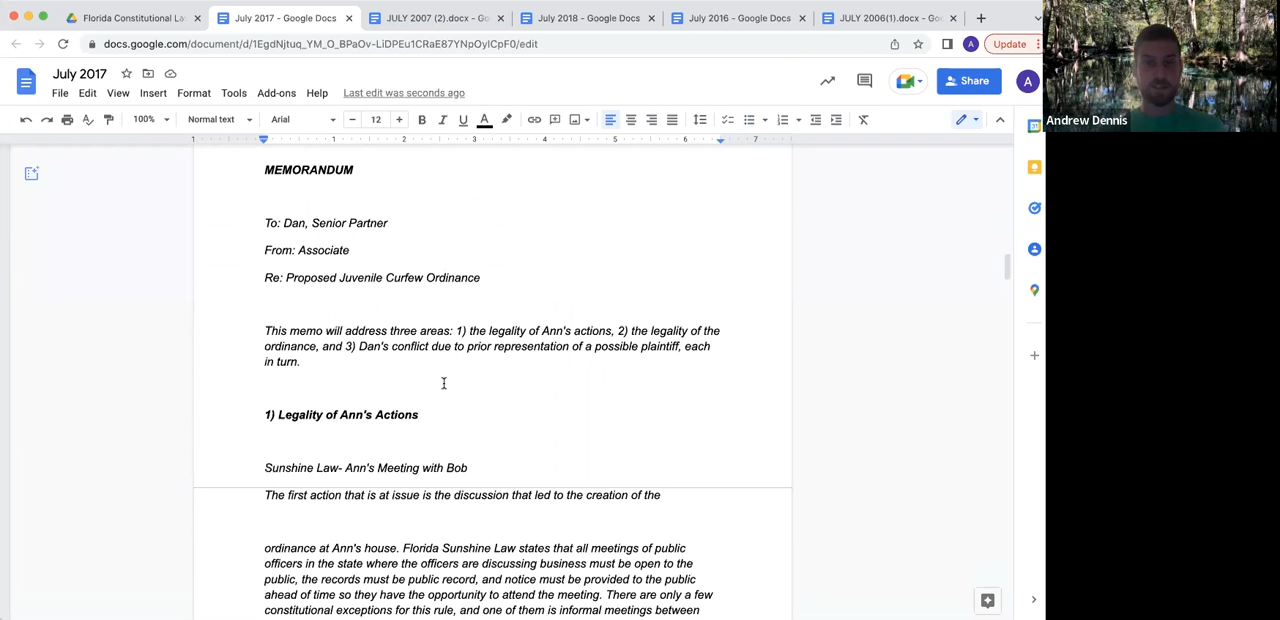 Florida Constitutional La
July 2017 - Google Docs
JULY 2007 (2).docx - Go
July 2018 - Google Docs
July 2016 - Google Docs
JULY 2006(1).docx - Go
docs.google.com/document/d/1EgdNjtuq_YM_O_BPaOv-LiDPEu1CRaE87YNpOyICpF0/edit
A
Update
July 2017
File Edit View Insert Format Tools Add-ons Help Last edit was seconds ago
Share
A
100% Normal text Arial 12 B I U A
1 1 2 3 4 5 6 7
Andrew Dennis
MEMORANDUM
To: Dan, Senior Partner
From: Associate
Re: Proposed Juvenile Curfew Ordinance
This memo will address three areas: 1) the legality of Ann's actions, 2) the legality of the
ordinance, and 3) Dan's conflict due to prior representation of a possible plaintiff, each
in turn.
1) Legality of Ann's Actions
Sunshine Law- Ann's Meeting with Bob
The first action that is at issue is the discussion that led to the creation of the
ordinance at Ann's house. Florida Sunshine Law states that all meetings of public
officers in the state where the officers are discussing business must be open to the
public, the records must be public record, and notice must be provided to the public
ahead of time so they have the opportunity to attend the meeting. There are only a few
constitutional exceptions for this rule, and one of them is informal meetings between